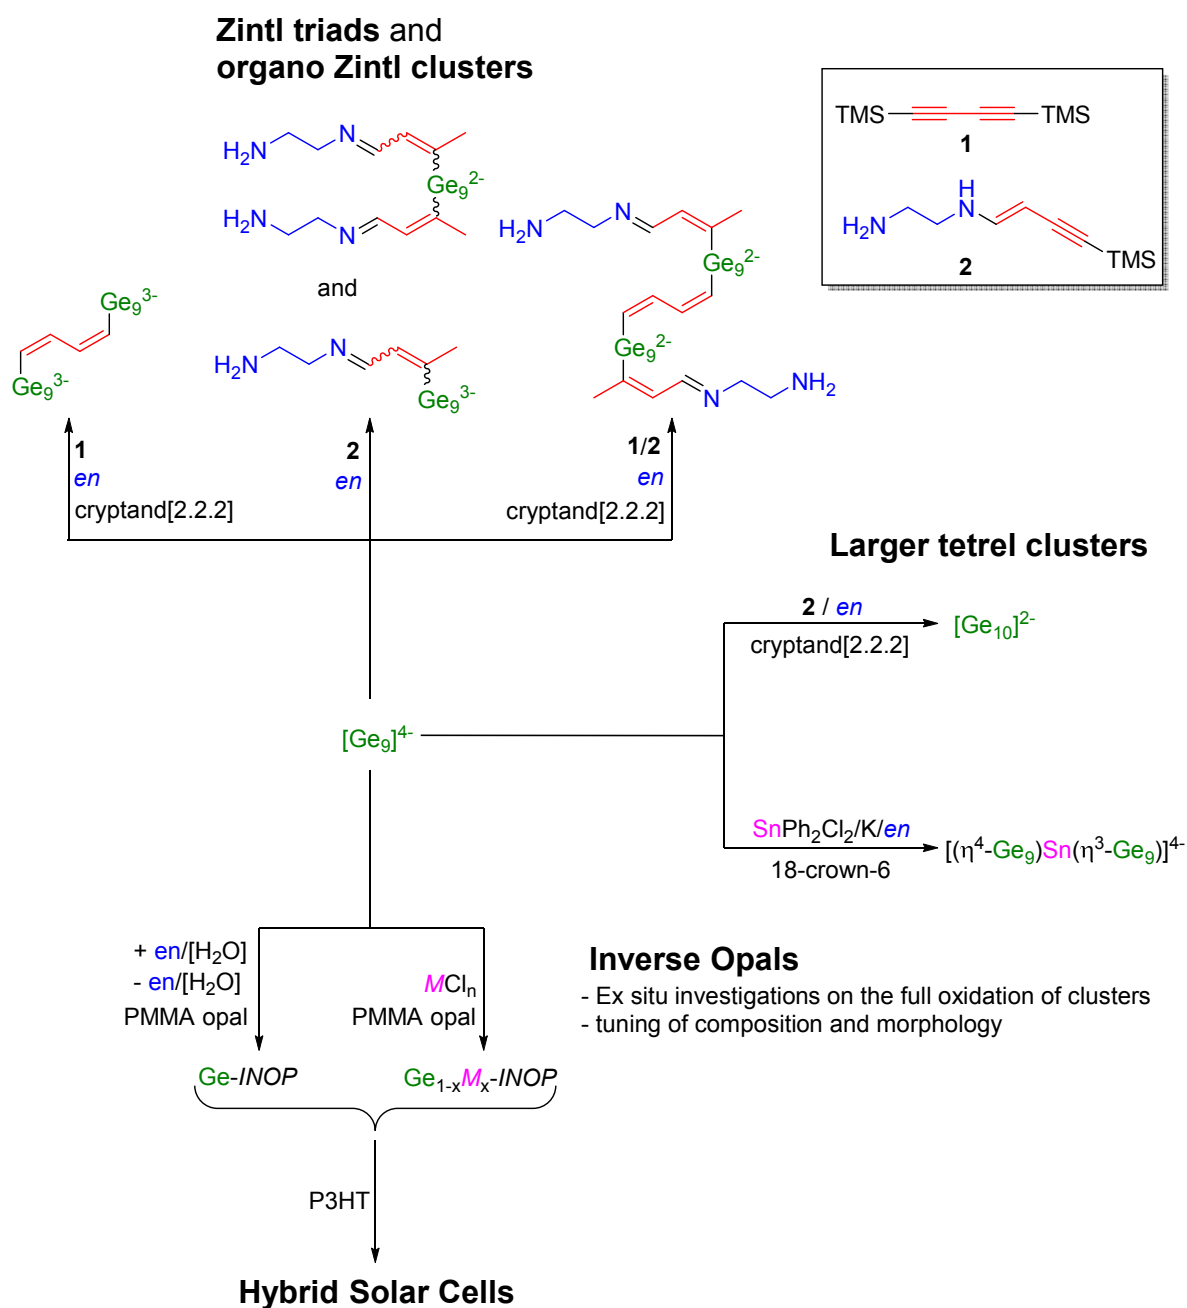 Zintl triads and
organo Zintl clusters
TMS TMS
1
H
N
H2N
TMS
2
H2N N
Ge9 2-
H2N N
and
H2N N
Ge9 3-
Ge9 3-
Ge9 3-
H2N N
Ge9 2-
Ge9 2-
N NH2
1
en
cryptand[2.2.2]
2
en
1/2
en
cryptand[2.2.2]
Larger tetrel clusters
2 / en
cryptand[2.2.2]
[Ge10]2-
[Ge9]4-
SnPh2Cl2/K/en
18-crown-6
[(η4-Ge9)Sn(η3-Ge9)]4-
+ en/[H2O]
- en/[H2O]
PMMA opal
MCln
PMMA opal
Inverse Opals
- Ex situ investigations on the full oxidation of clusters
- tuning of composition and morphology
Ge-INOP
Ge1-xMx-INOP
P3HT
Hybrid Solar Cells